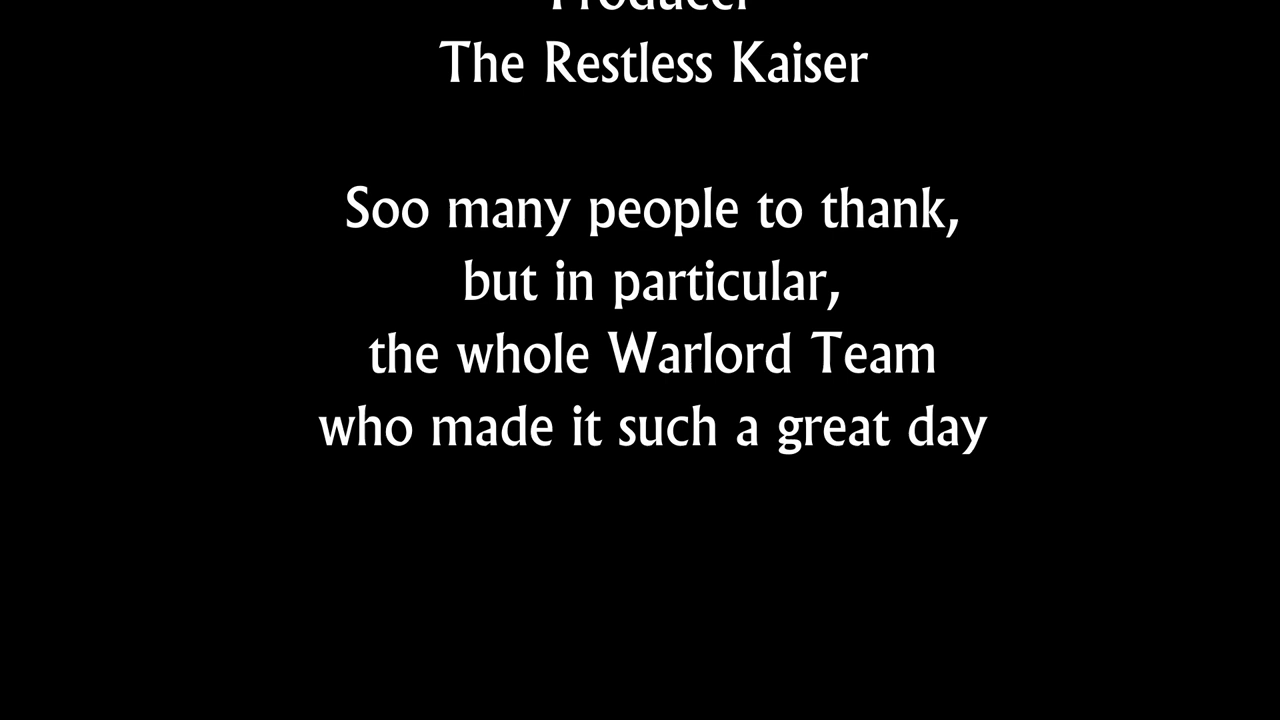 Producer
The Restless Kaiser
Soo many people to thank,
but in particular,
the whole Warlord Team
who made it such a great day